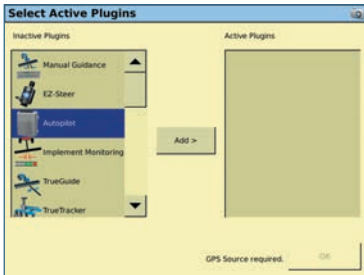 Select Active Plugins
Inactive Plugins
Active Plugins
Manual Guidance
EZ-Steer
Autopilot
Implement Monitoring
TrueGuide
TrueTracker
Add >
GPS Source required.
OK